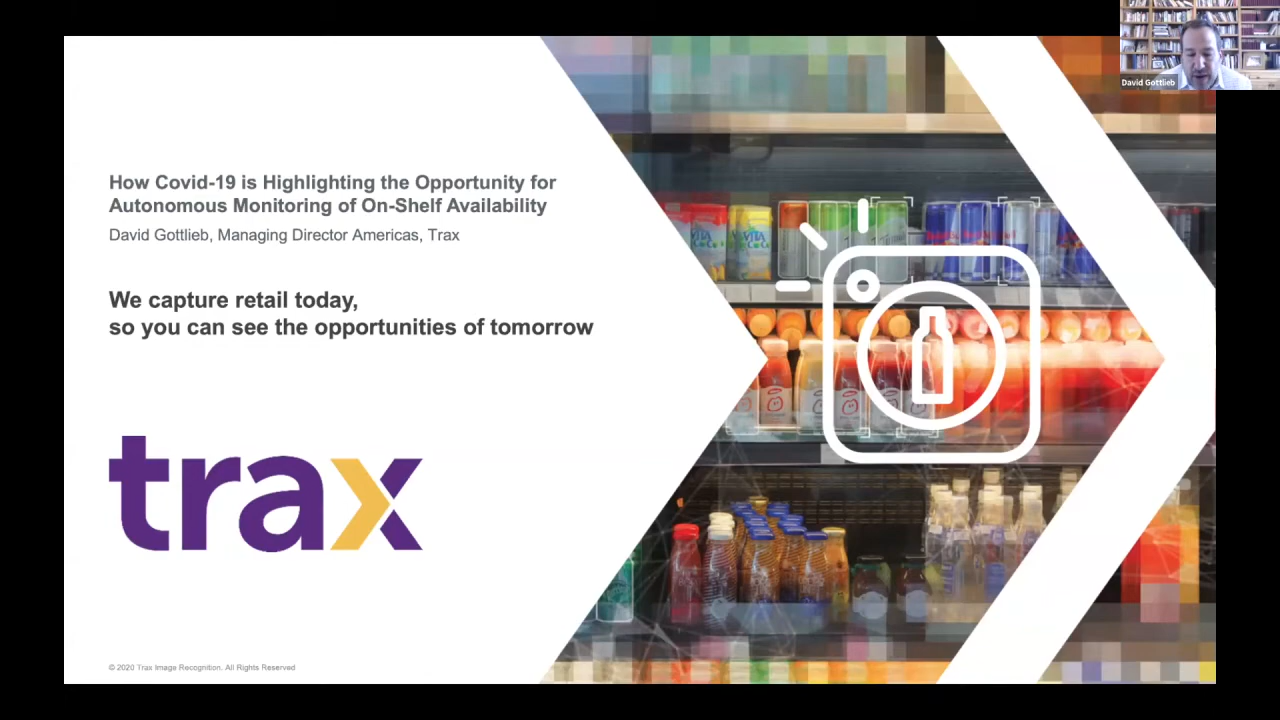 David Gottlieb
How Covid-19 is Highlighting the Opportunity for
Autonomous Monitoring of On-Shelf Availability
David Gottlieb, Managing Director Americas, Trax
We capture retail today,
so you can see the opportunities of tomorrow
trax
© 2020 Trax Image Recognition. All Rights Reserved